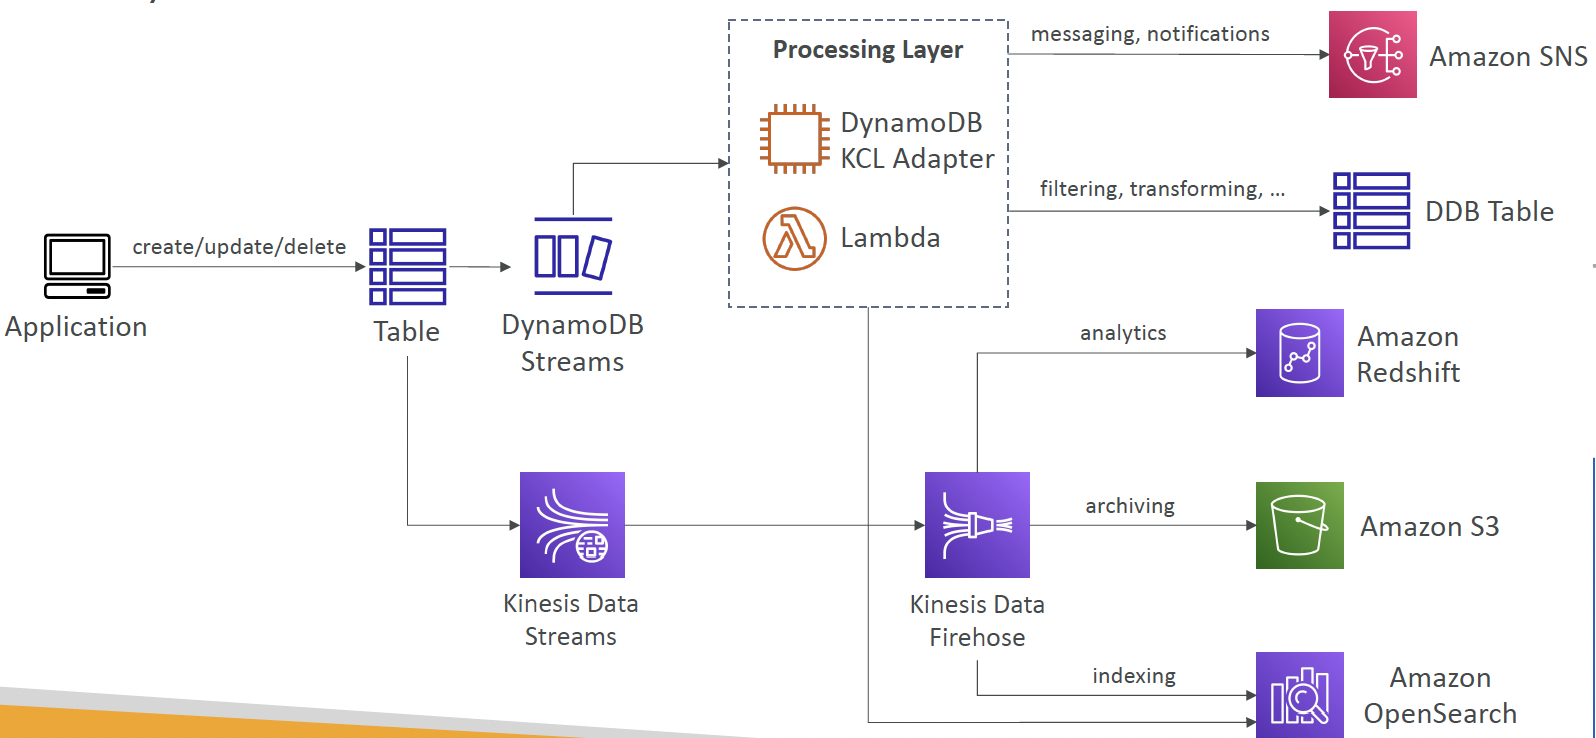 Processing Layer
DynamoDB
KCL Adapter
Lambda
messaging, notifications
Amazon SNS
filtering, transforming, ...
DDB Table
create/update/delete
Application
Table
DynamoDB
Streams
analytics
Amazon
Redshift
archiving
Amazon S3
Kinesis Data
Streams
Kinesis Data
Firehose
indexing
Amazon
OpenSearch